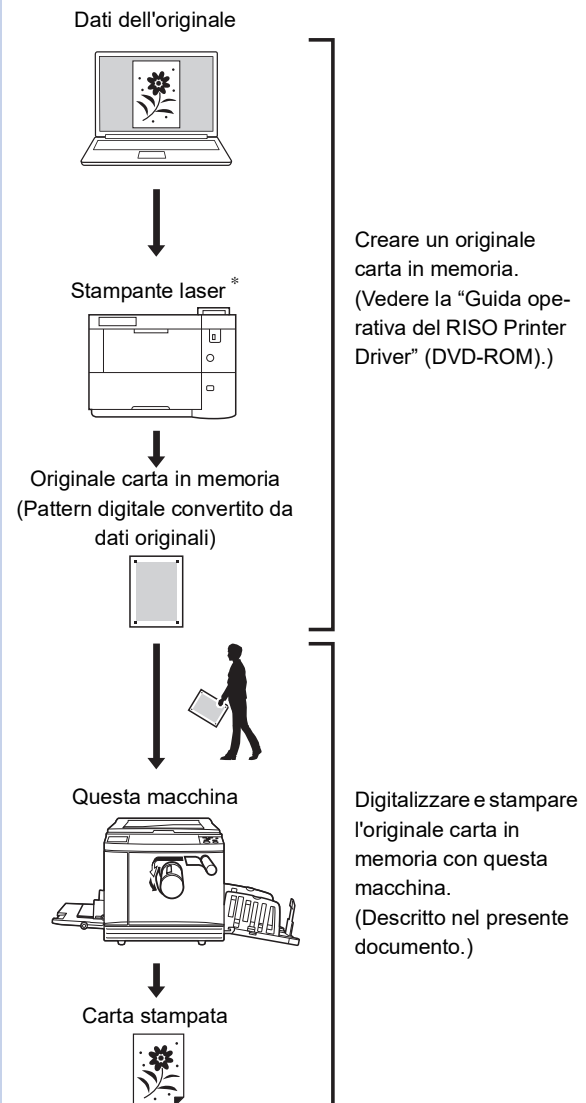 Dati dell'originale
Stampante laser *
Originale carta in memoria
(Pattern digitale convertito da
dati originali)
Creare un originale
carta in memoria.
(Vedere la “Guida ope-
rativa del RISO Printer
Driver” (DVD-ROM).)
Questa macchina
Carta stampata
Digitalizzare e stampare
l'originale carta in
memoria con questa
macchina.
(Descritto nel presente
documento.)